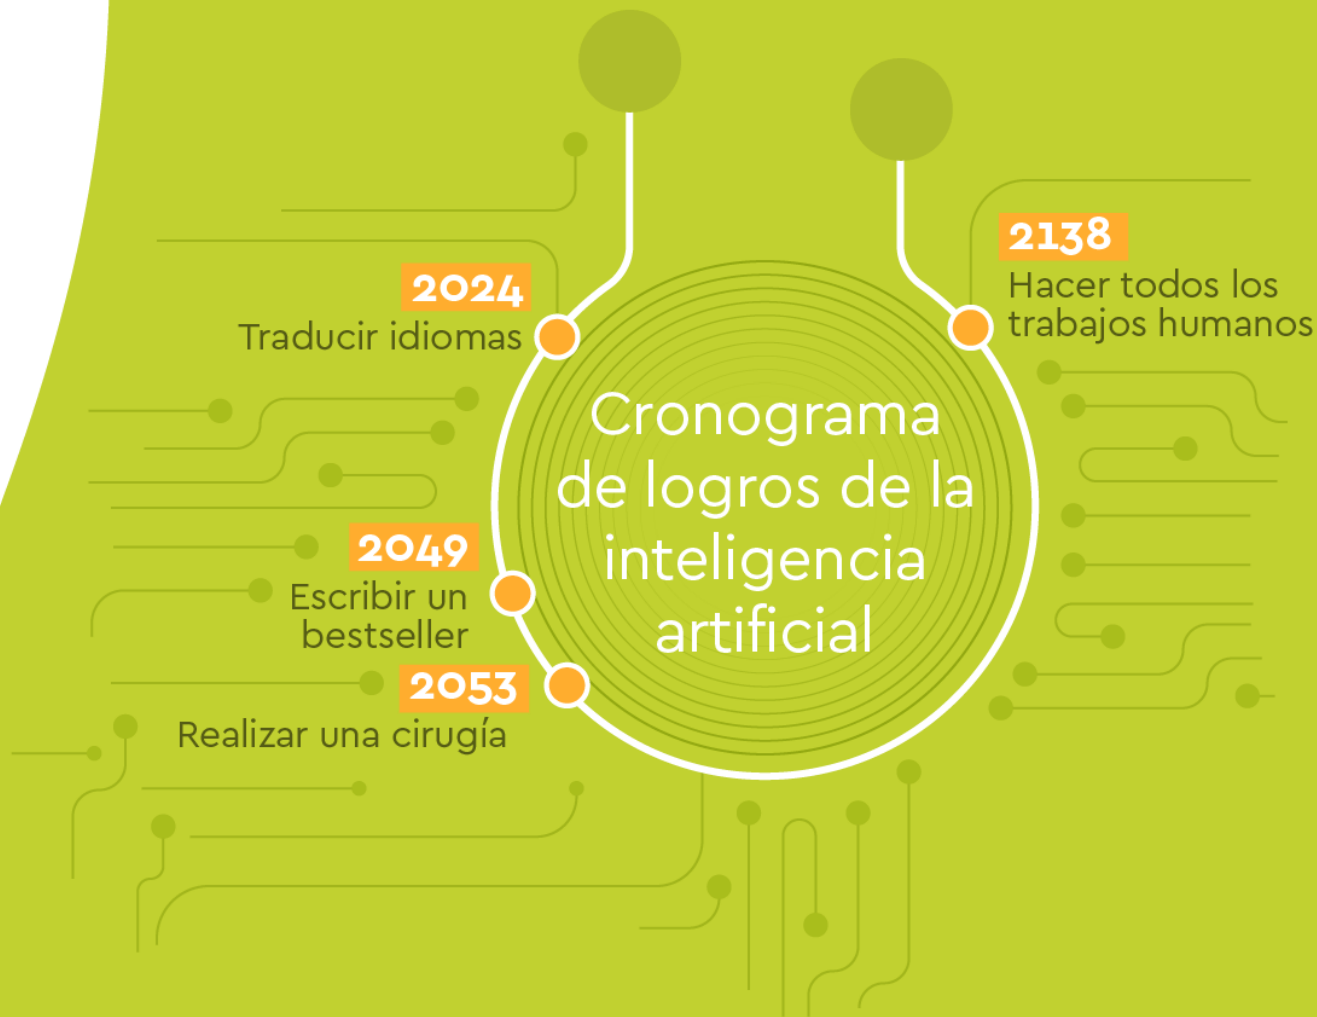 Cronograma
de logros de la
inteligencia
artificial
2024
Traducir idiomas
2049
Escribir un
bestseller
2053
Realizar una cirugía
2138
Hacer todos los
trabajos humanos